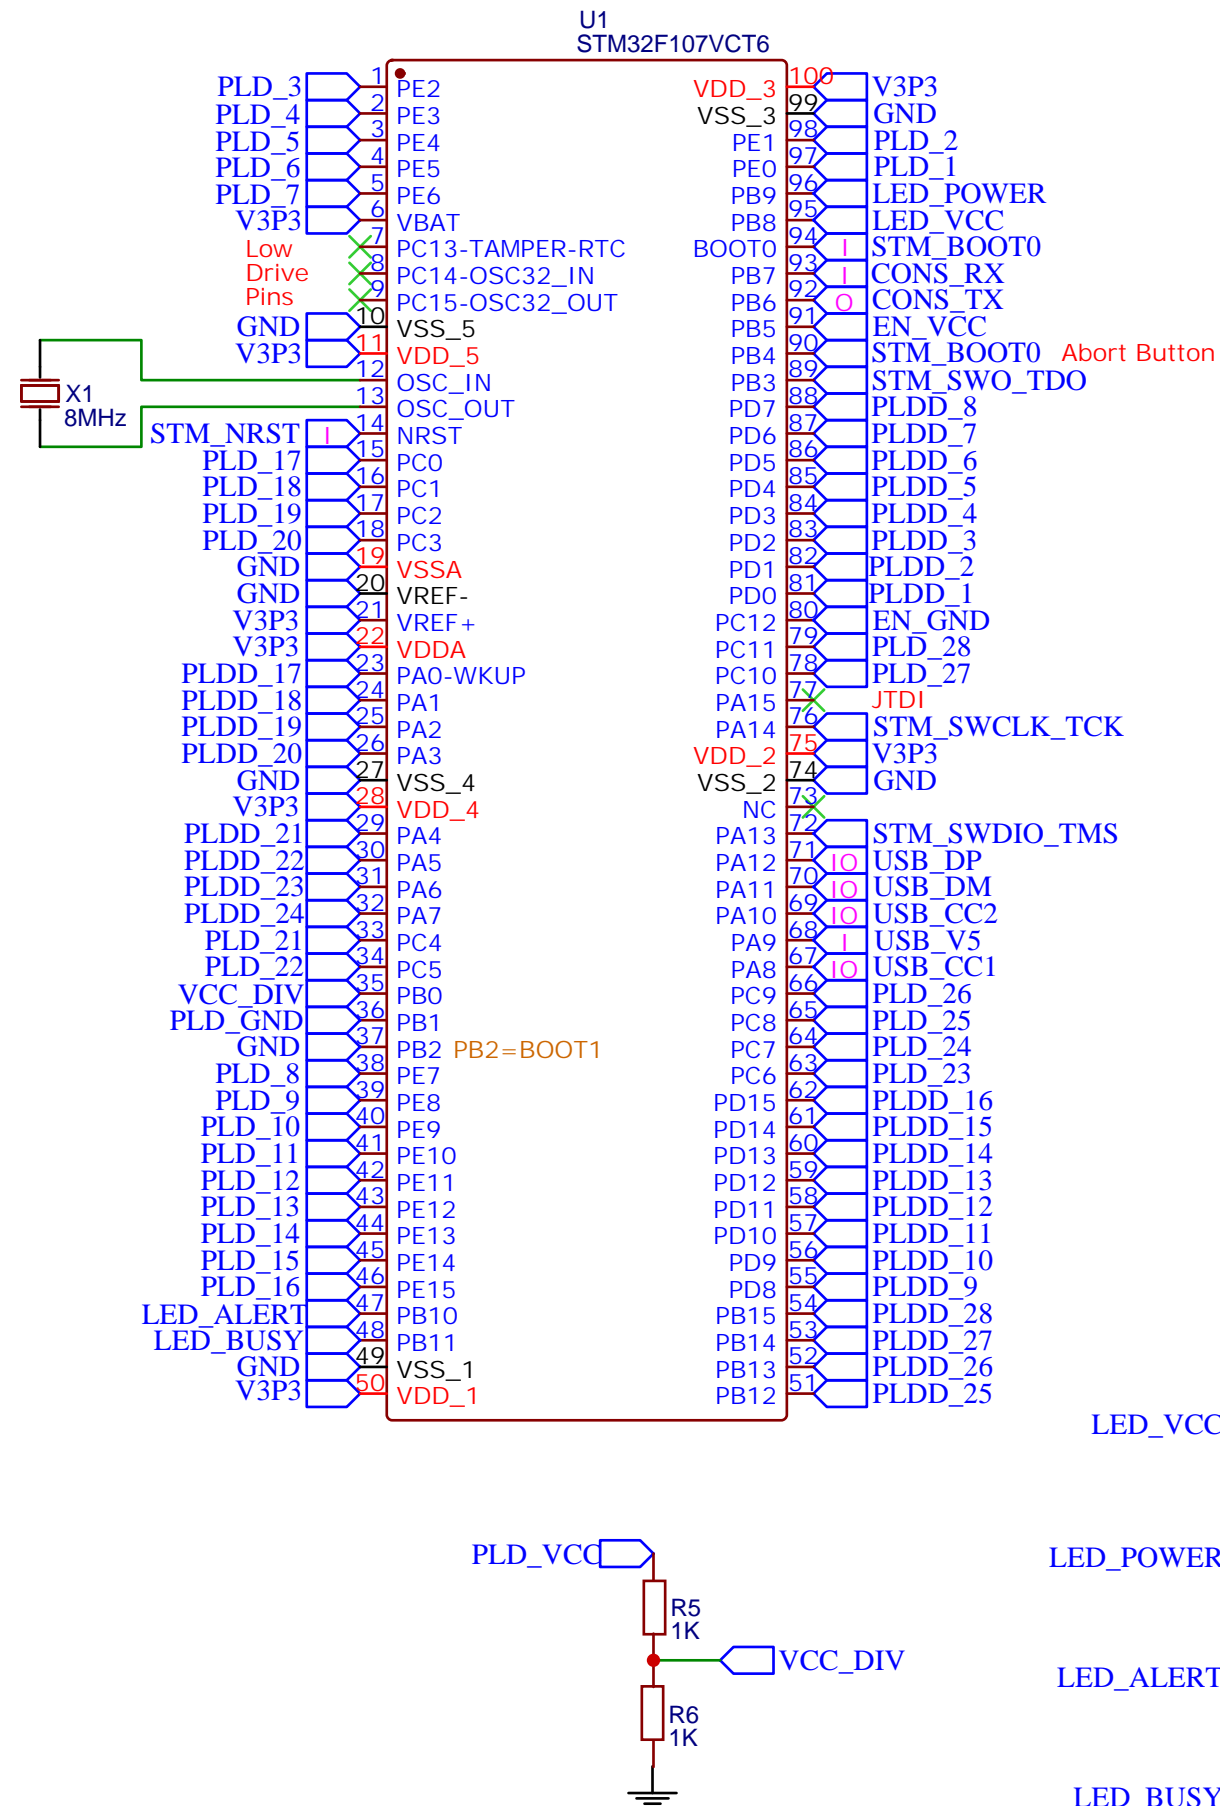 U1
STM32F107VCT6
PLD_3 1 PE2 VDD_3 100 V3P3
PLD_4 2 PE3 VSS_3 99 GND
PLD_5 3 PE4 PE1 98 PLD_2
PLD_6 4 PE5 PE0 97 PLD_1
PLD_7 5 PE6 PB9 96 LED_POWER
V3P3 6 VBAT PB8 95 LED_VCC
Low 7 PC13-TAMPER-RTC BOOT0 94 I STM_BOOT0
Drive 8 PC14-OSC32_IN PB7 93 I CONS_RX
Pins 9 PC15-OSC32_OUT PB6 92 O CONS_TX
GND 10 VSS_5 PB5 91 EN_VCC
V3P3 11 VDD_5 PB4 90 STM_BOOT0 Abort Button
12 OSC_IN PB3 89 STM_SWO_TDO
X1
8MHz
13 OSC_OUT PD7 88 PLDD_8
STM_NRST I 14 NRST PD6 87 PLDD_7
PLD_17 15 PC0 PD5 86 PLDD_6
PLD_18 16 PC1 PD4 85 PLDD_5
PLD_19 17 PC2 PD3 84 PLDD_4
PLD_20 18 PC3 PD2 83 PLDD_3
GND 19 VSSA PD1 82 PLDD_2
GND 20 VREF- PD0 81 PLDD_1
V3P3 21 VREF+ PC12 80 EN_GND
V3P3 22 VDDA PC11 79 PLD_28
PLDD_17 23 PA0-WKUP PC10 78 PLD_27
PLDD_18 24 PA1 PA15 77 JTDI
PLDD_19 25 PA2 PA14 76 STM_SWCLK_TCK
PLDD_20 26 PA3 VDD_2 75 V3P3
GND 27 VSS_4 VSS_2 74 GND
V3P3 28 VDD_4 NC 73
PLDD_21 29 PA4 PA13 72 STM_SWDIO_TMS
PLDD_22 30 PA5 PA12 71 IO USB_DP
PLDD_23 31 PA6 PA11 70 IO USB_DM
PLDD_24 32 PA7 PA10 69 IO USB_CC2
PLD_21 33 PC4 PA9 68 I USB_V5
PLD_22 34 PC5 PA8 67 IO USB_CC1
VCC_DIV 35 PB0 PC9 66 PLD_26
PLD_GND 36 PB1 PC8 65 PLD_25
GND 37 PB2 PB2=BOOT1 PC7 64 PLD_24
PLD_8 38 PE7 PC6 63 PLD_23
PLD_9 39 PE8 PD15 62 PLDD_16
PLD_10 40 PE9 PD14 61 PLDD_15
PLD_11 41 PE10 PD13 60 PLDD_14
PLD_12 42 PE11 PD12 59 PLDD_13
PLD_13 43 PE12 PD11 58 PLDD_12
PLD_14 44 PE13 PD10 57 PLDD_11
PLD_15 45 PE14 PD9 56 PLDD_10
PLD_16 46 PE15 PD8 55 PLDD_9
LED_ALERT 47 PB10 PB15 54 PLDD_28
LED_BUSY 48 PB11 PB14 53 PLDD_27
GND 49 VSS_1 PB13 52 PLDD_26
V3P3 50 VDD_1 PB12 51 PLDD_25
LED_VCC
PLD_VCC
LED_POWER
R5
1K
VCC_DIV
LED_ALERT
R6
1K
LED_BUSY